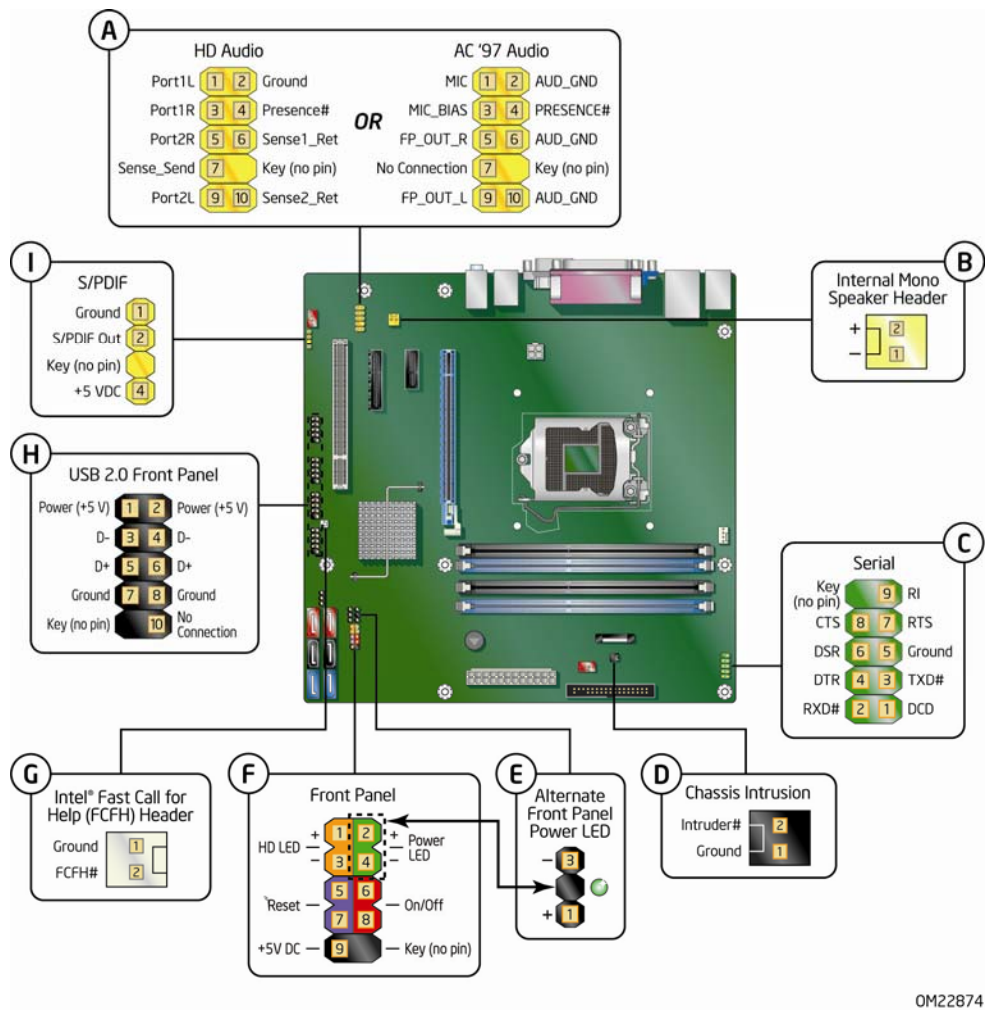 A
HD Audio
Port1L 1 2 Ground
Port1R 3 4 Presence#
Port2R 5 6 Sense1_Ret
Sense_Send 7 Key (no pin)
Port2L 9 10 Sense2_Ret
OR
AC '97 Audio
MIC 1 2 AUD_GND
MIC_BIAS 3 4 PRESENCE#
FP_OUT_R 5 6 AUD_GND
No Connection 7 Key (no pin)
FP_OUT_L 9 10 AUD_GND
I
S/PDIF
Ground 1
S/PDIF Out 2
Key (no pin)
+5 VDC 4
B
Internal Mono
Speaker Header
+ 2
− 1
H
USB 2.0 Front Panel
Power (+5 V) 1 2 Power (+5 V)
D- 3 4 D-
D+ 5 6 D+
Ground 7 8 Ground
Key (no pin) 10 No
Connection
C
Serial
Key
(no pin) 9 RI
CTS 8 7 RTS
DSR 6 5 Ground
DTR 4 3 TXD#
RXD# 2 1 DCD
G
Intel® Fast Call for
Help (FCFH) Header
Ground 1
FCFH# 2
F
Front Panel
+ 1 2 +
HD LED Power
LED
− 3 4 −
Reset 5 6 On/Off
7 8
+5V DC 9 Key (no pin)
E
Alternate
Front Panel
Power LED
− 3
+ 1
D
Chassis Intrusion
Intruder# 2
Ground 1
OM22874